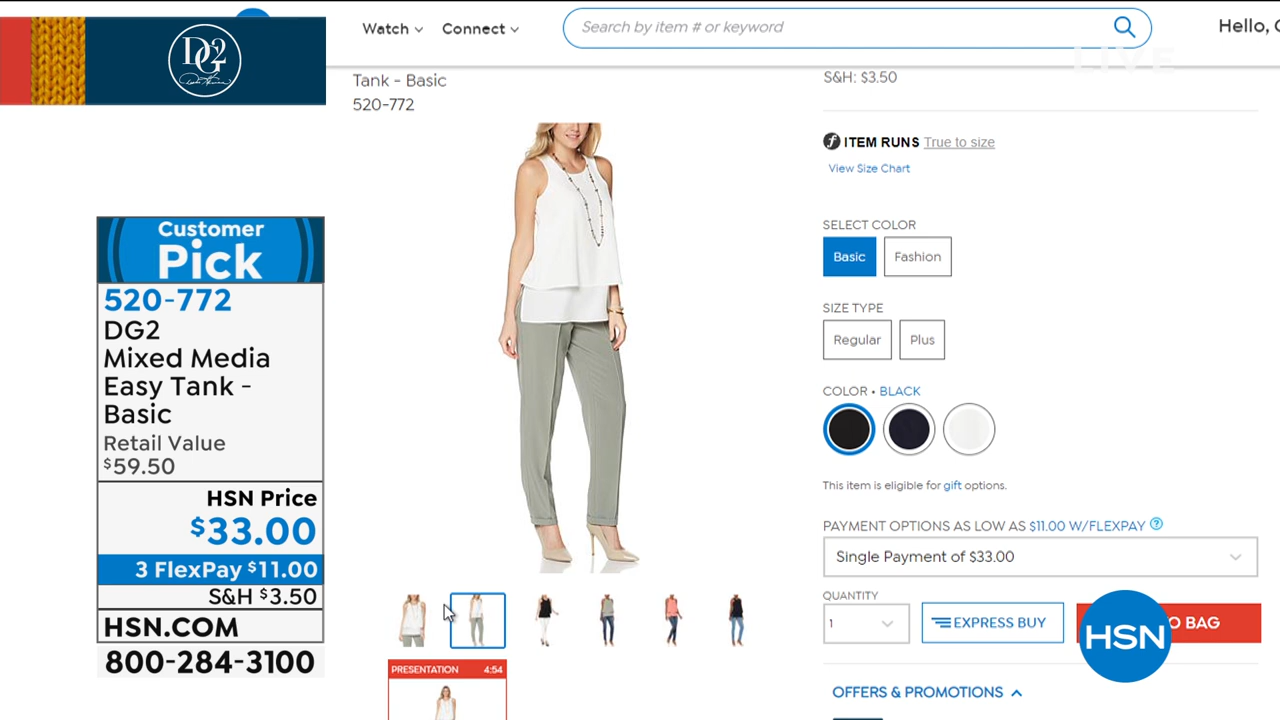 DG2
Watch
Connect
Search by item # or keyword
Hello,
LIVE
Tank - Basic
520-772
S&H: $3.50
ITEM RUNS True to size
View Size Chart
SELECT COLOR
Basic
Fashion
SIZE TYPE
Regular
Plus
COLOR • BLACK
This item is eligible for gift options.
PAYMENT OPTIONS AS LOW AS $11.00 W/FLEXPAY ?
Single Payment of $33.00
QUANTITY
1
EXPRESS BUY
O BAG
HSN
OFFERS & PROMOTIONS
PRESENTATION 4:54
Customer
Pick
520-772
DG2
Mixed Media
Easy Tank -
Basic
Retail Value
$59.50
HSN Price
$33.00
3 FlexPay $11.00
S&H $3.50
HSN.COM
800-284-3100